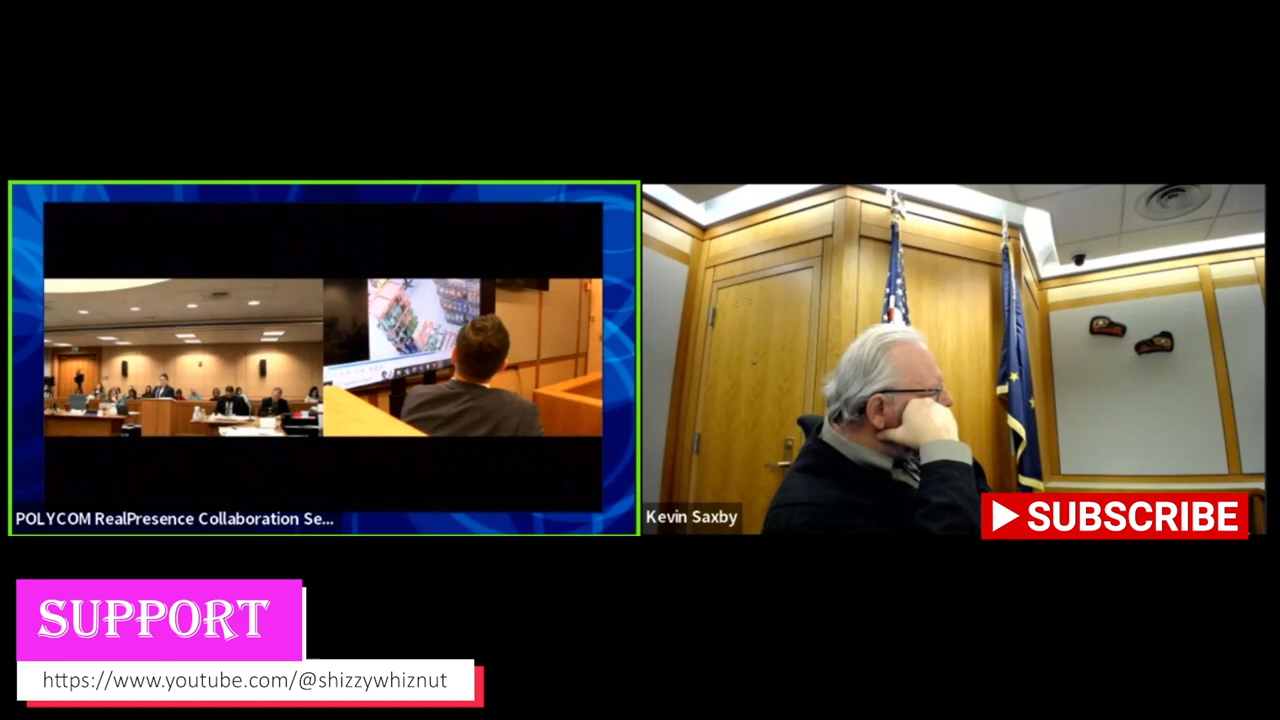 POLYCOM RealPresence Collaboration Se...
Kevin Saxby
SUBSCRIBE
SUPPORT
https://www.youtube.com/@shizzywhiznut